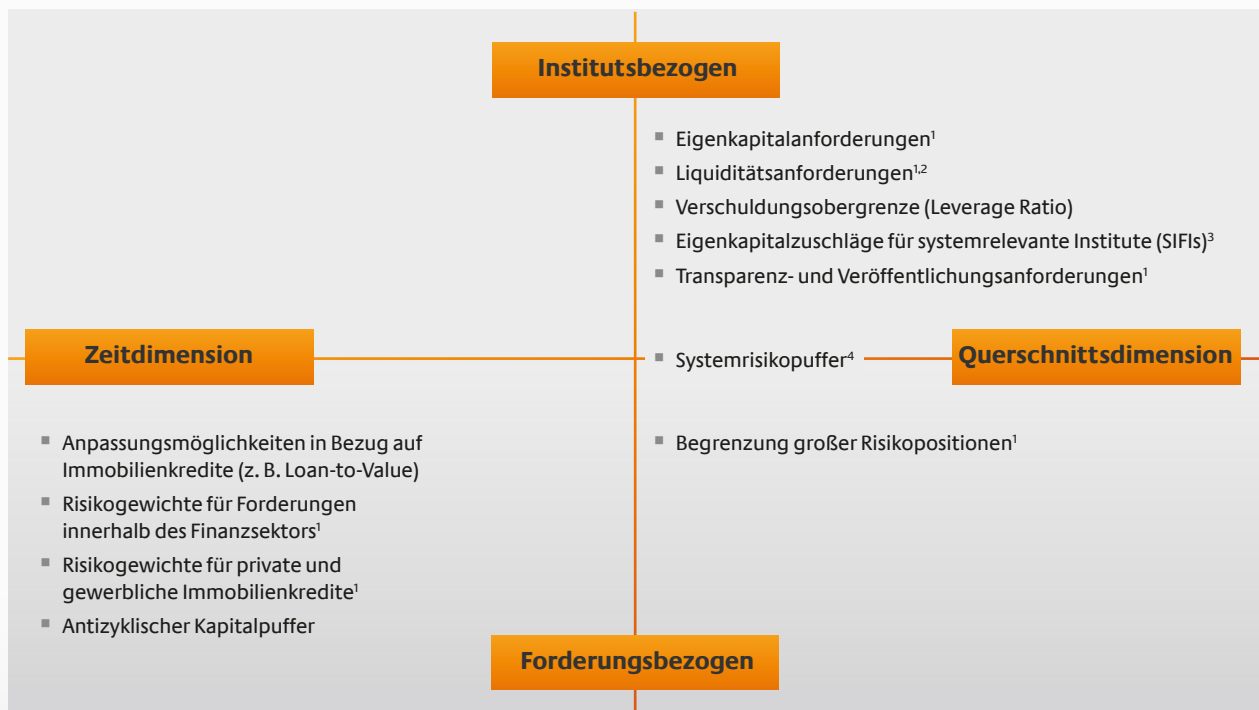 Institutsbezogen
▪ Eigenkapitalanforderungen¹
▪ Liquiditätsanforderungen¹,²
▪ Verschuldungsobergrenze (Leverage Ratio)
▪ Eigenkapitalzuschläge für systemrelevante Institute (SIFIs)³
▪ Transparenz- und Veröffentlichungsanforderungen¹
Zeitdimension
▪ Systemrisikopuffer⁴
Querschnittsdimension
▪ Anpassungsmöglichkeiten in Bezug auf
Immobilienkredite (z. B. Loan-to-Value)
▪ Risikogewichte für Forderungen
innerhalb des Finanzsektors¹
▪ Risikogewichte für private und
gewerbliche Immobilienkredite¹
▪ Antizyklischer Kapitalpuffer
▪ Begrenzung großer Risikopositionen¹
Forderungsbezogen